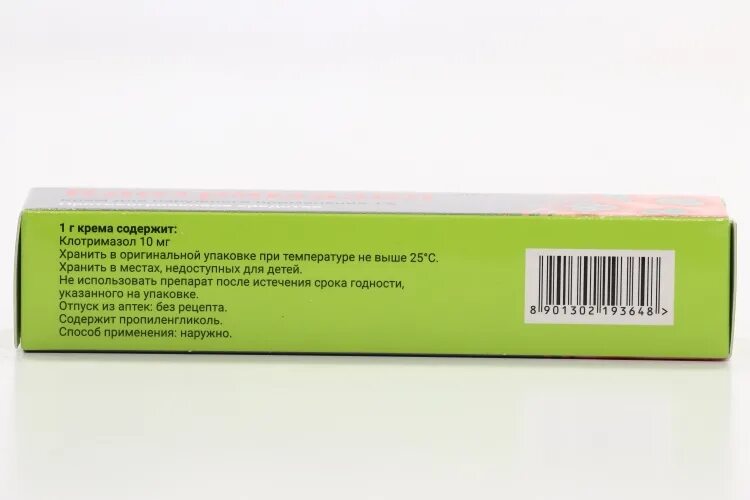 1 г крема содержит:
Клотримазол 10 мг
Хранить в оригинальной упаковке при температуре не выше 25°С.
Хранить в местах, недоступных для детей.
Не использовать препарат после истечения срока годности,
указанного на упаковке.
Отпуск из аптек: без рецепта.
Содержит пропиленгликоль.
Способ применения: наружно.
8 901302 193648 >